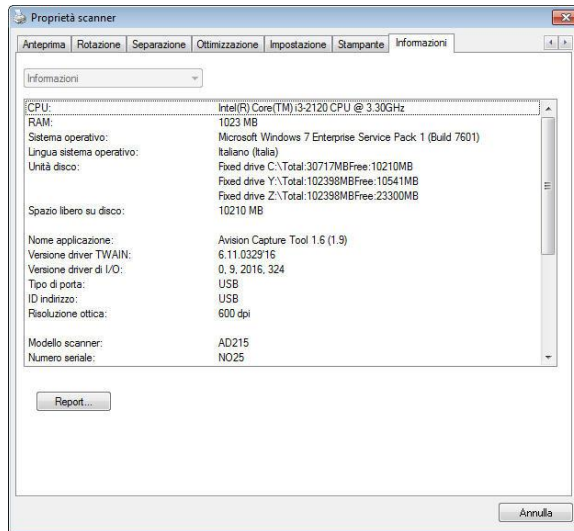 Proprietà scanner
Anteprima Rotazione Separazione Ottimizzazione Impostazione Stampante Informazioni
Informazioni
CPU: Intel(R) Core(TM) i3-2120 CPU @ 3.30GHz
RAM: 1023 MB
Sistema operativo: Microsoft Windows 7 Enterprise Service Pack 1 (Build 7601)
Lingua sistema operativo: Italiano (Italia)
Unità disco: Fixed drive C:\Total:30717MBFree:10210MB
Fixed drive Y:\Total:102398MBFree:10541MB
Fixed drive Z:\Total:102398MBFree:23300MB
Spazio libero su disco: 10210 MB
Nome applicazione: Avision Capture Tool 1.6 (1.9)
Versione driver TWAIN: 6.11.0329'16
Versione driver di I/O: 0, 9, 2016, 324
Tipo di porta: USB
ID indirizzo: USB
Risoluzione ottica: 600 dpi
Modello scanner: AD215
Numero seriale: NO25
Report...
Annulla